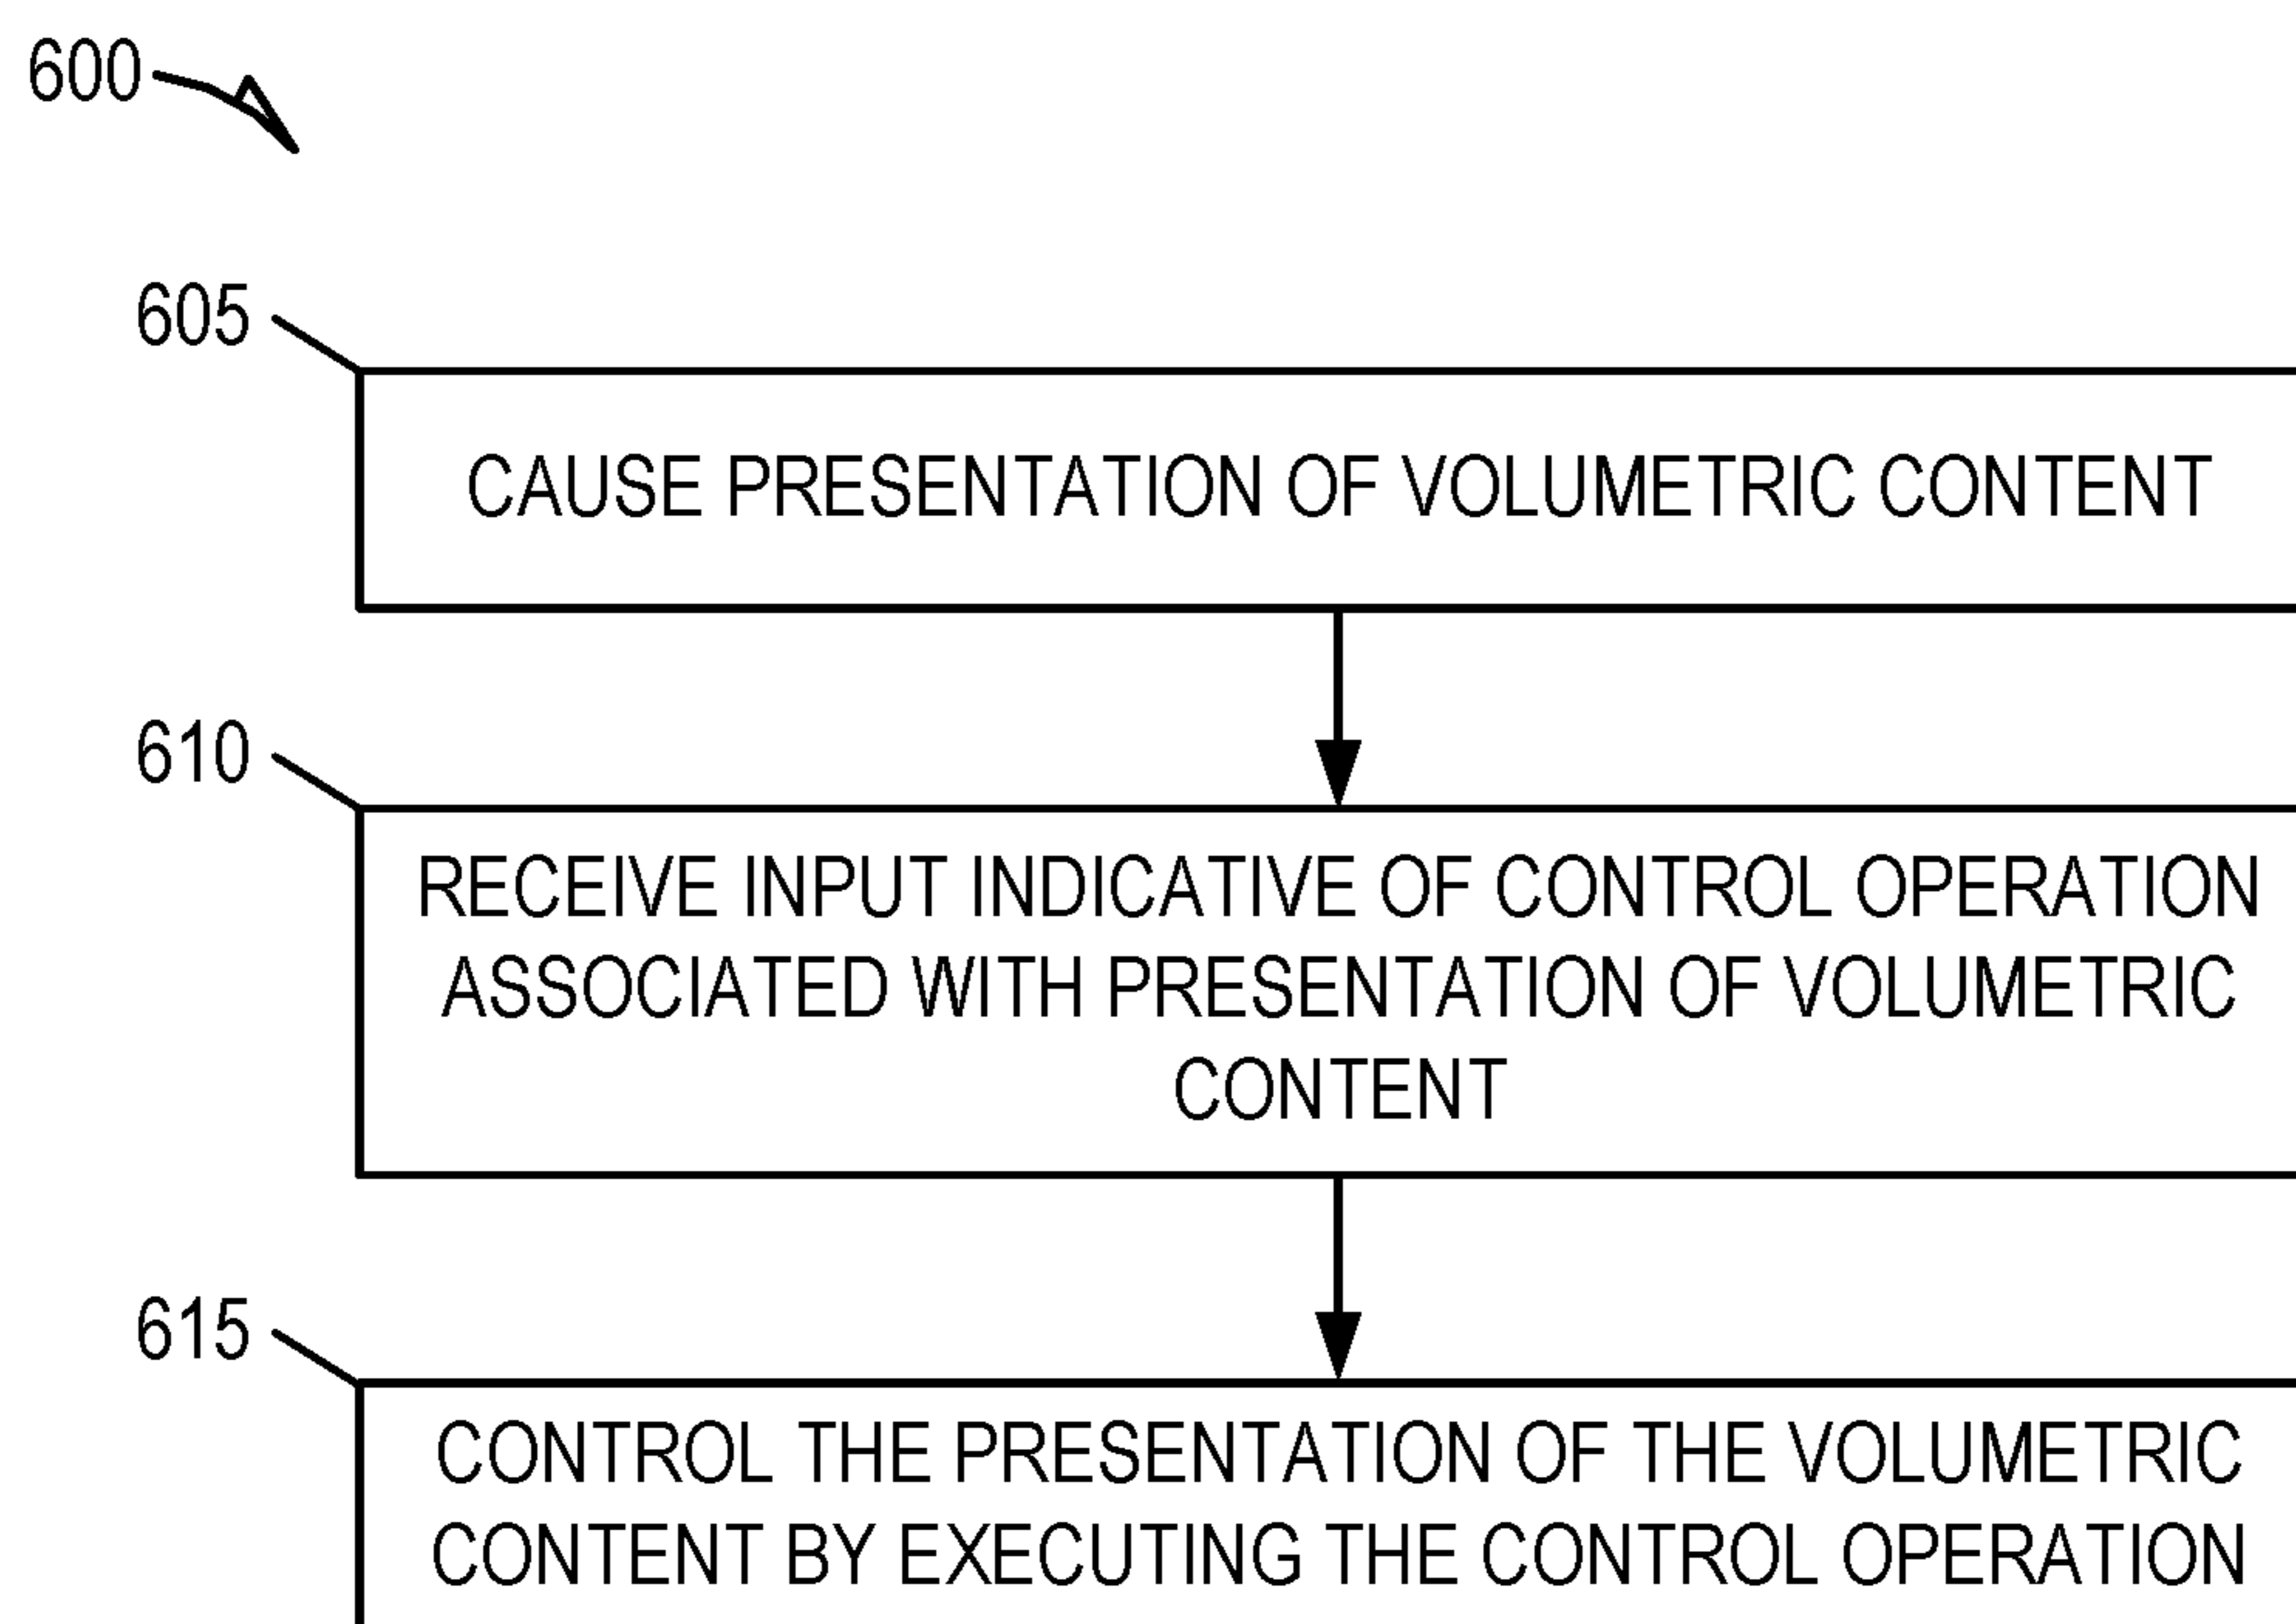 600
605
CAUSE PRESENTATION OF VOLUMETRIC CONTENT
610
RECEIVE INPUT INDICATIVE OF CONTROL OPERATION
ASSOCIATED WITH PRESENTATION OF VOLUMETRIC
CONTENT
615
CONTROL THE PRESENTATION OF THE VOLUMETRIC
CONTENT BY EXECUTING THE CONTROL OPERATION